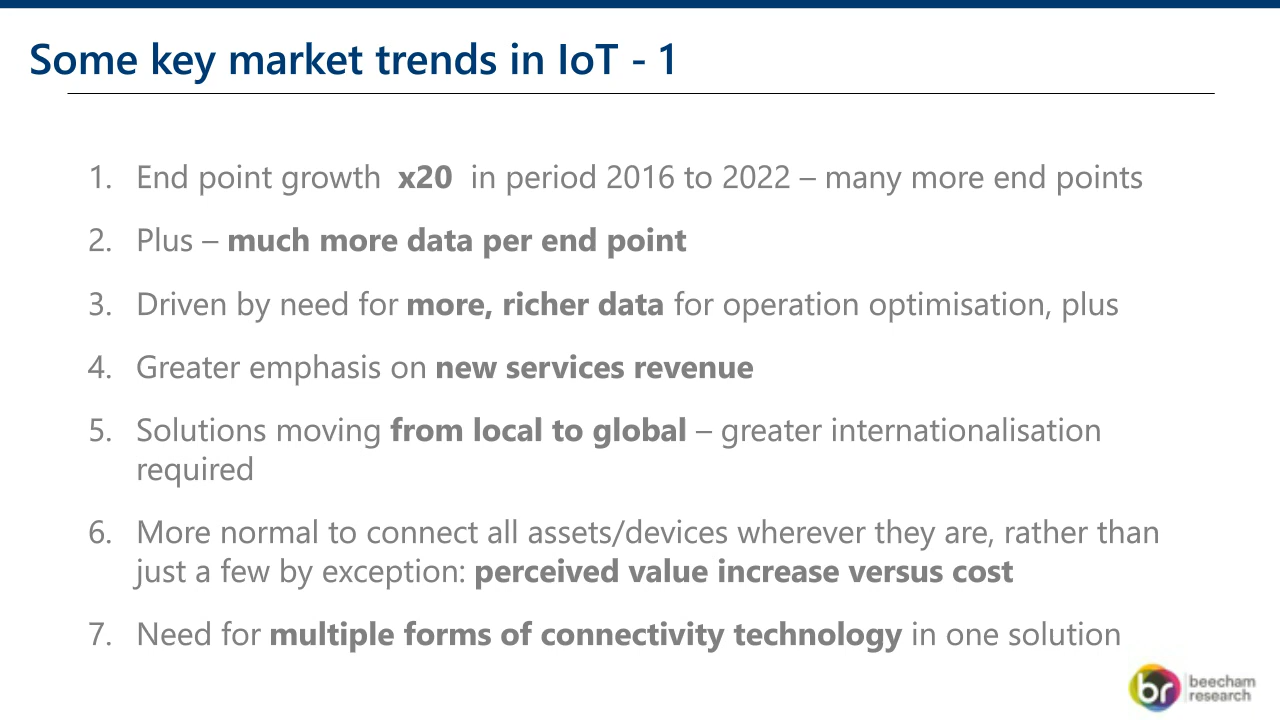 Some key market trends in IoT - 1
1. End point growth x20 in period 2016 to 2022 – many more end points
2. Plus – much more data per end point
3. Driven by need for more, richer data for operation optimisation, plus
4. Greater emphasis on new services revenue
5. Solutions moving from local to global – greater internationalisation
required
6. More normal to connect all assets/devices wherever they are, rather than
just a few by exception: perceived value increase versus cost
7. Need for multiple forms of connectivity technology in one solution
br beecham
research